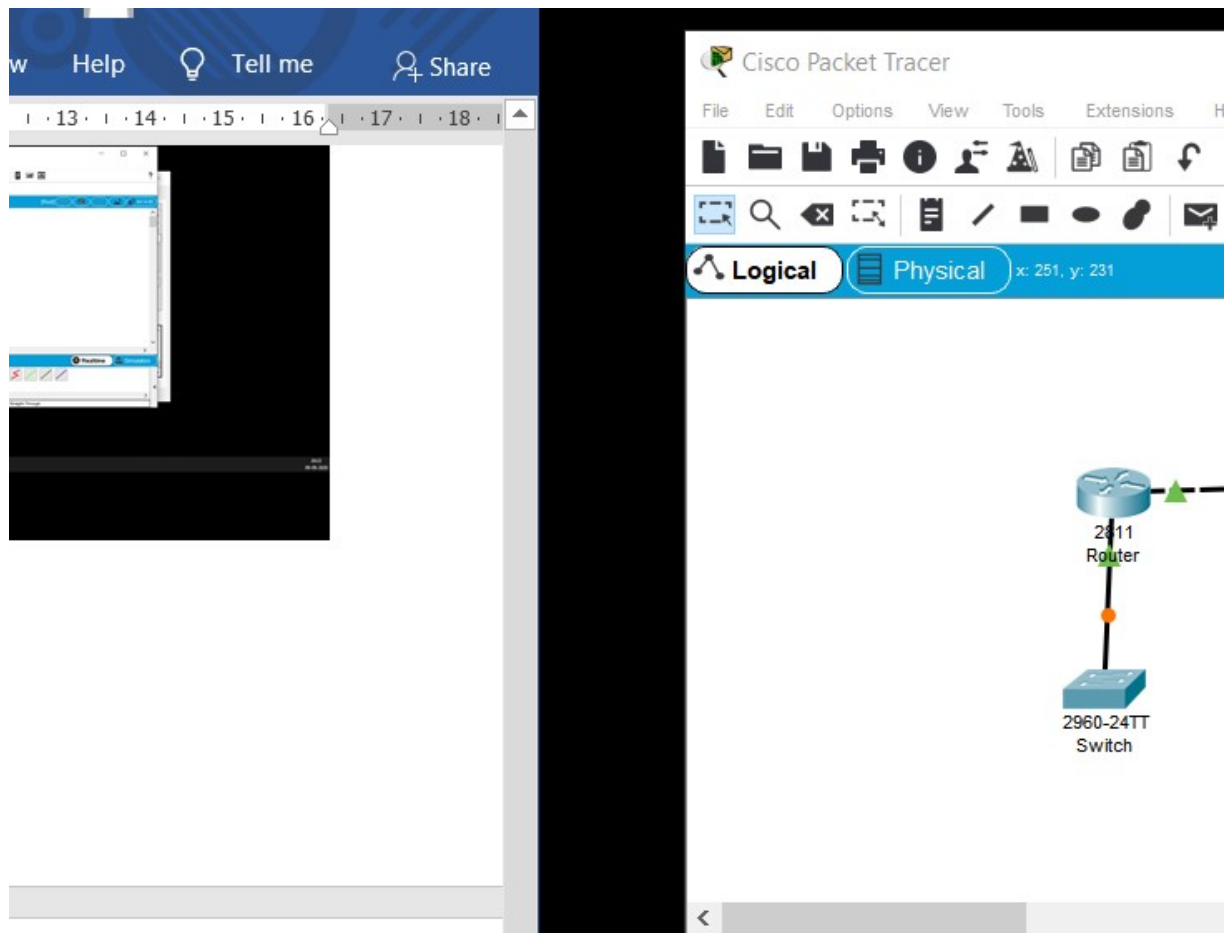 w Help Tell me Share
13 14 15 16 17 18
Cisco Packet Tracer
File Edit Options View Tools Extensions H
Logical Physical x: 251, y: 231
2811
Router
2960-24TT
Switch
Realtime